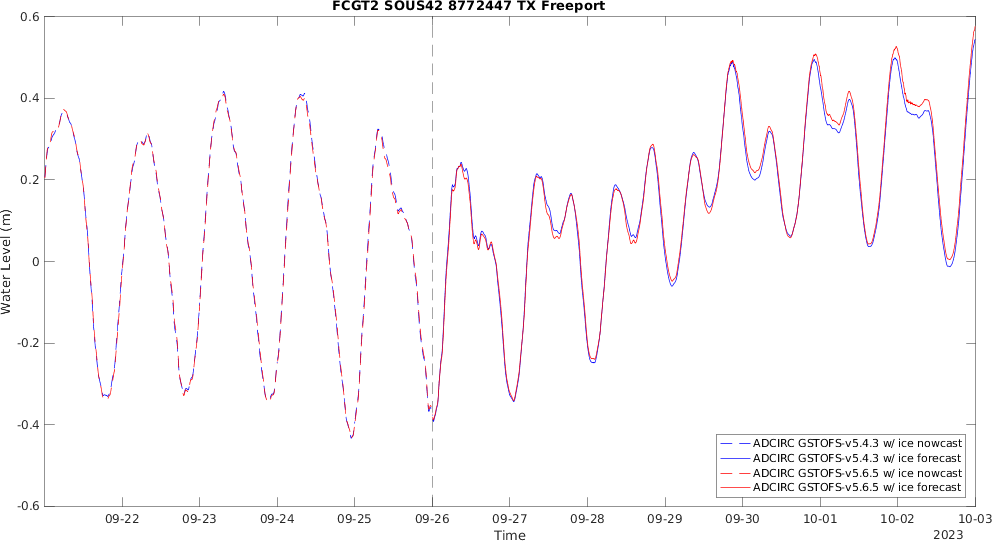 FCGT2 SOUS42 8772447 TX Freeport
0.6
0.4
0.2
0
-0.2
-0.4
-0.6
Water Level (m)
ADCIRC GSTOFS-v5.4.3 w/ ice nowcast
ADCIRC GSTOFS-v5.4.3 w/ ice forecast
ADCIRC GSTOFS-v5.6.5 w/ ice nowcast
ADCIRC GSTOFS-v5.6.5 w/ ice forecast
09-22 09-23 09-24 09-25 09-26 09-27 09-28 09-29 09-30 10-01 10-02 10-03
Time
2023